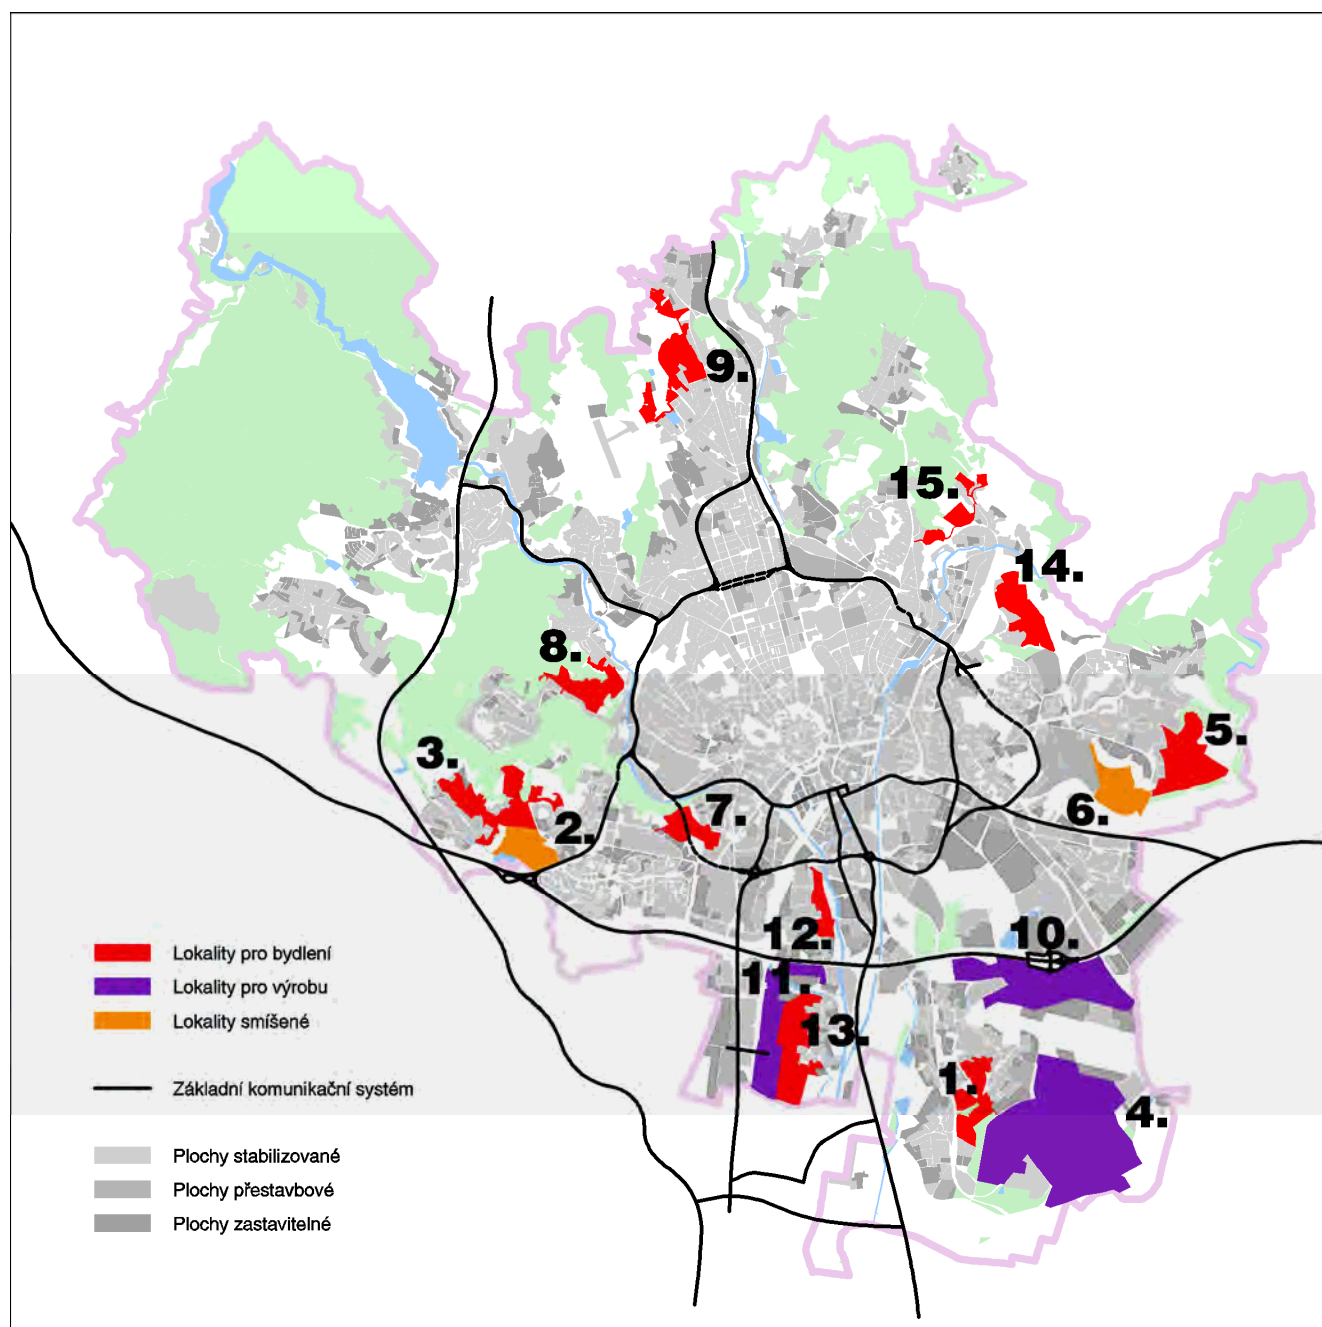 9.
15.
14.
8.
5.
3.
6.
7.
2.
12.
10.
11.
13.
1.
4.
Lokality pro bydlení
Lokality pro výrobu
Lokality smíšené
Základní komunikační systém
Plochy stabilizované
Plochy přestavbové
Plochy zastavitelné